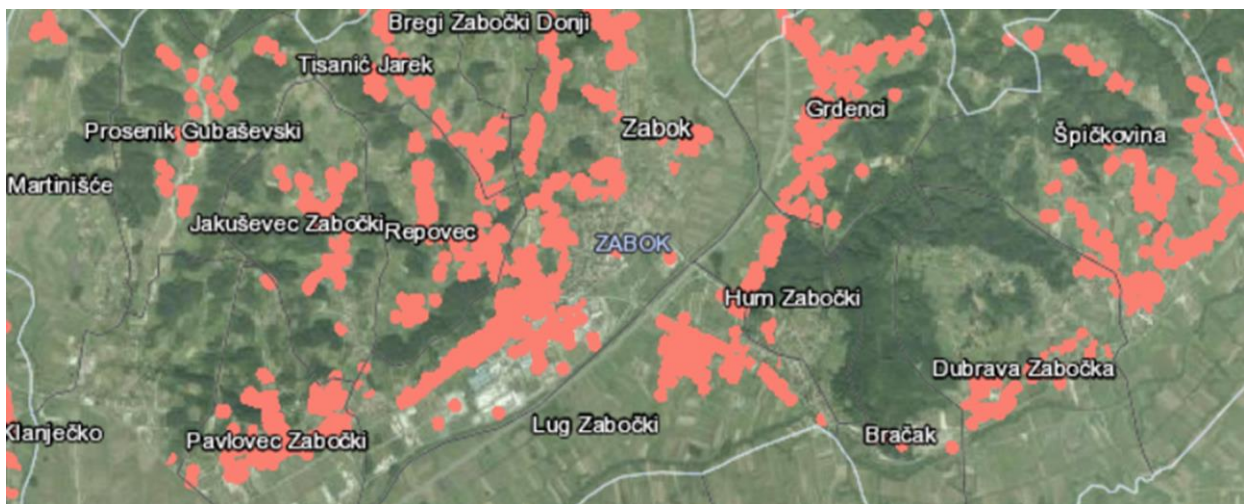 Bregi Zabočki Donji
Tisanić Jarek
Grdenci
Zabok
Prosenik Gubaševski
Špičkovina
Martinišće
Jakuševec Zabočki
Repovec
ZABOK
Hum Zabočki
Dubrava Zabočka
Lug Zabočki
Klanječko
Pavlovec Zabočki
Bračak